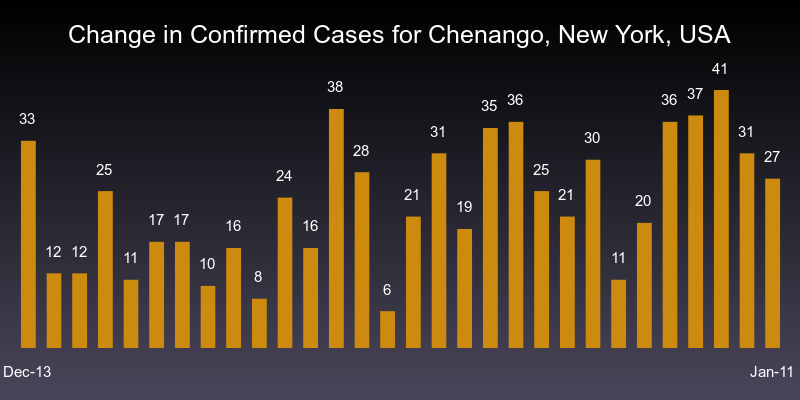 Change in Confirmed Cases for Chenango, New York, USA
33 12 12 25 11 17 17 10 16 8 24 16 38 28 6 21 31 19 35 36 25 21 30 11 20 36 37 41 31 27
Dec-13 Jan-11